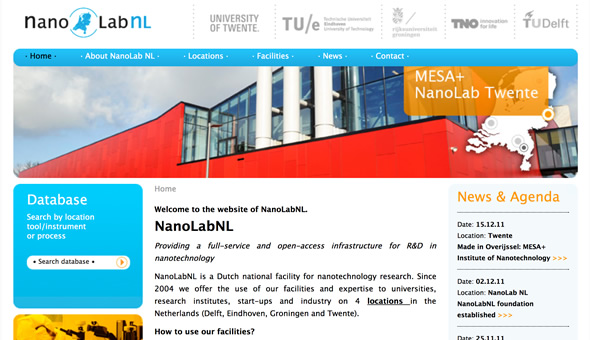 nano LabNL
UNIVERSITY OF TWENTE.
TU/e Technische Universiteit Eindhoven University of Technology
rijksuniversiteit groningen
TNO innovation for life
TUDelft
· Home · · About NanoLab NL · · Locations · · Facilities · · News · · Contact ·
MESA+
NanoLab Twente
Database
Search by location
tool/instrument
or process
• Search database •
Home
Welcome to the website of NanoLabNL.
NanoLabNL
Providing a full-service and open-access infrastructure for R&D in
nanotechnology
NanoLabNL is a Dutch national facility for nanotechnology research. Since
2004 we offer the use of our facilities and expertise to universities,
research institutes, start-ups and industry on 4 locations in the
Netherlands (Delft, Eindhoven, Groningen and Twente).
How to use our facilities?
News & Agenda
Date: 15.12.11
Location: Twente
Made in Overijssel: MESA+
Institute of Nanotechnology >>>
Date: 02.12.11
Location: NanoLab NL
NanoLabNL foundation
established >>>
Date: 25.11.11